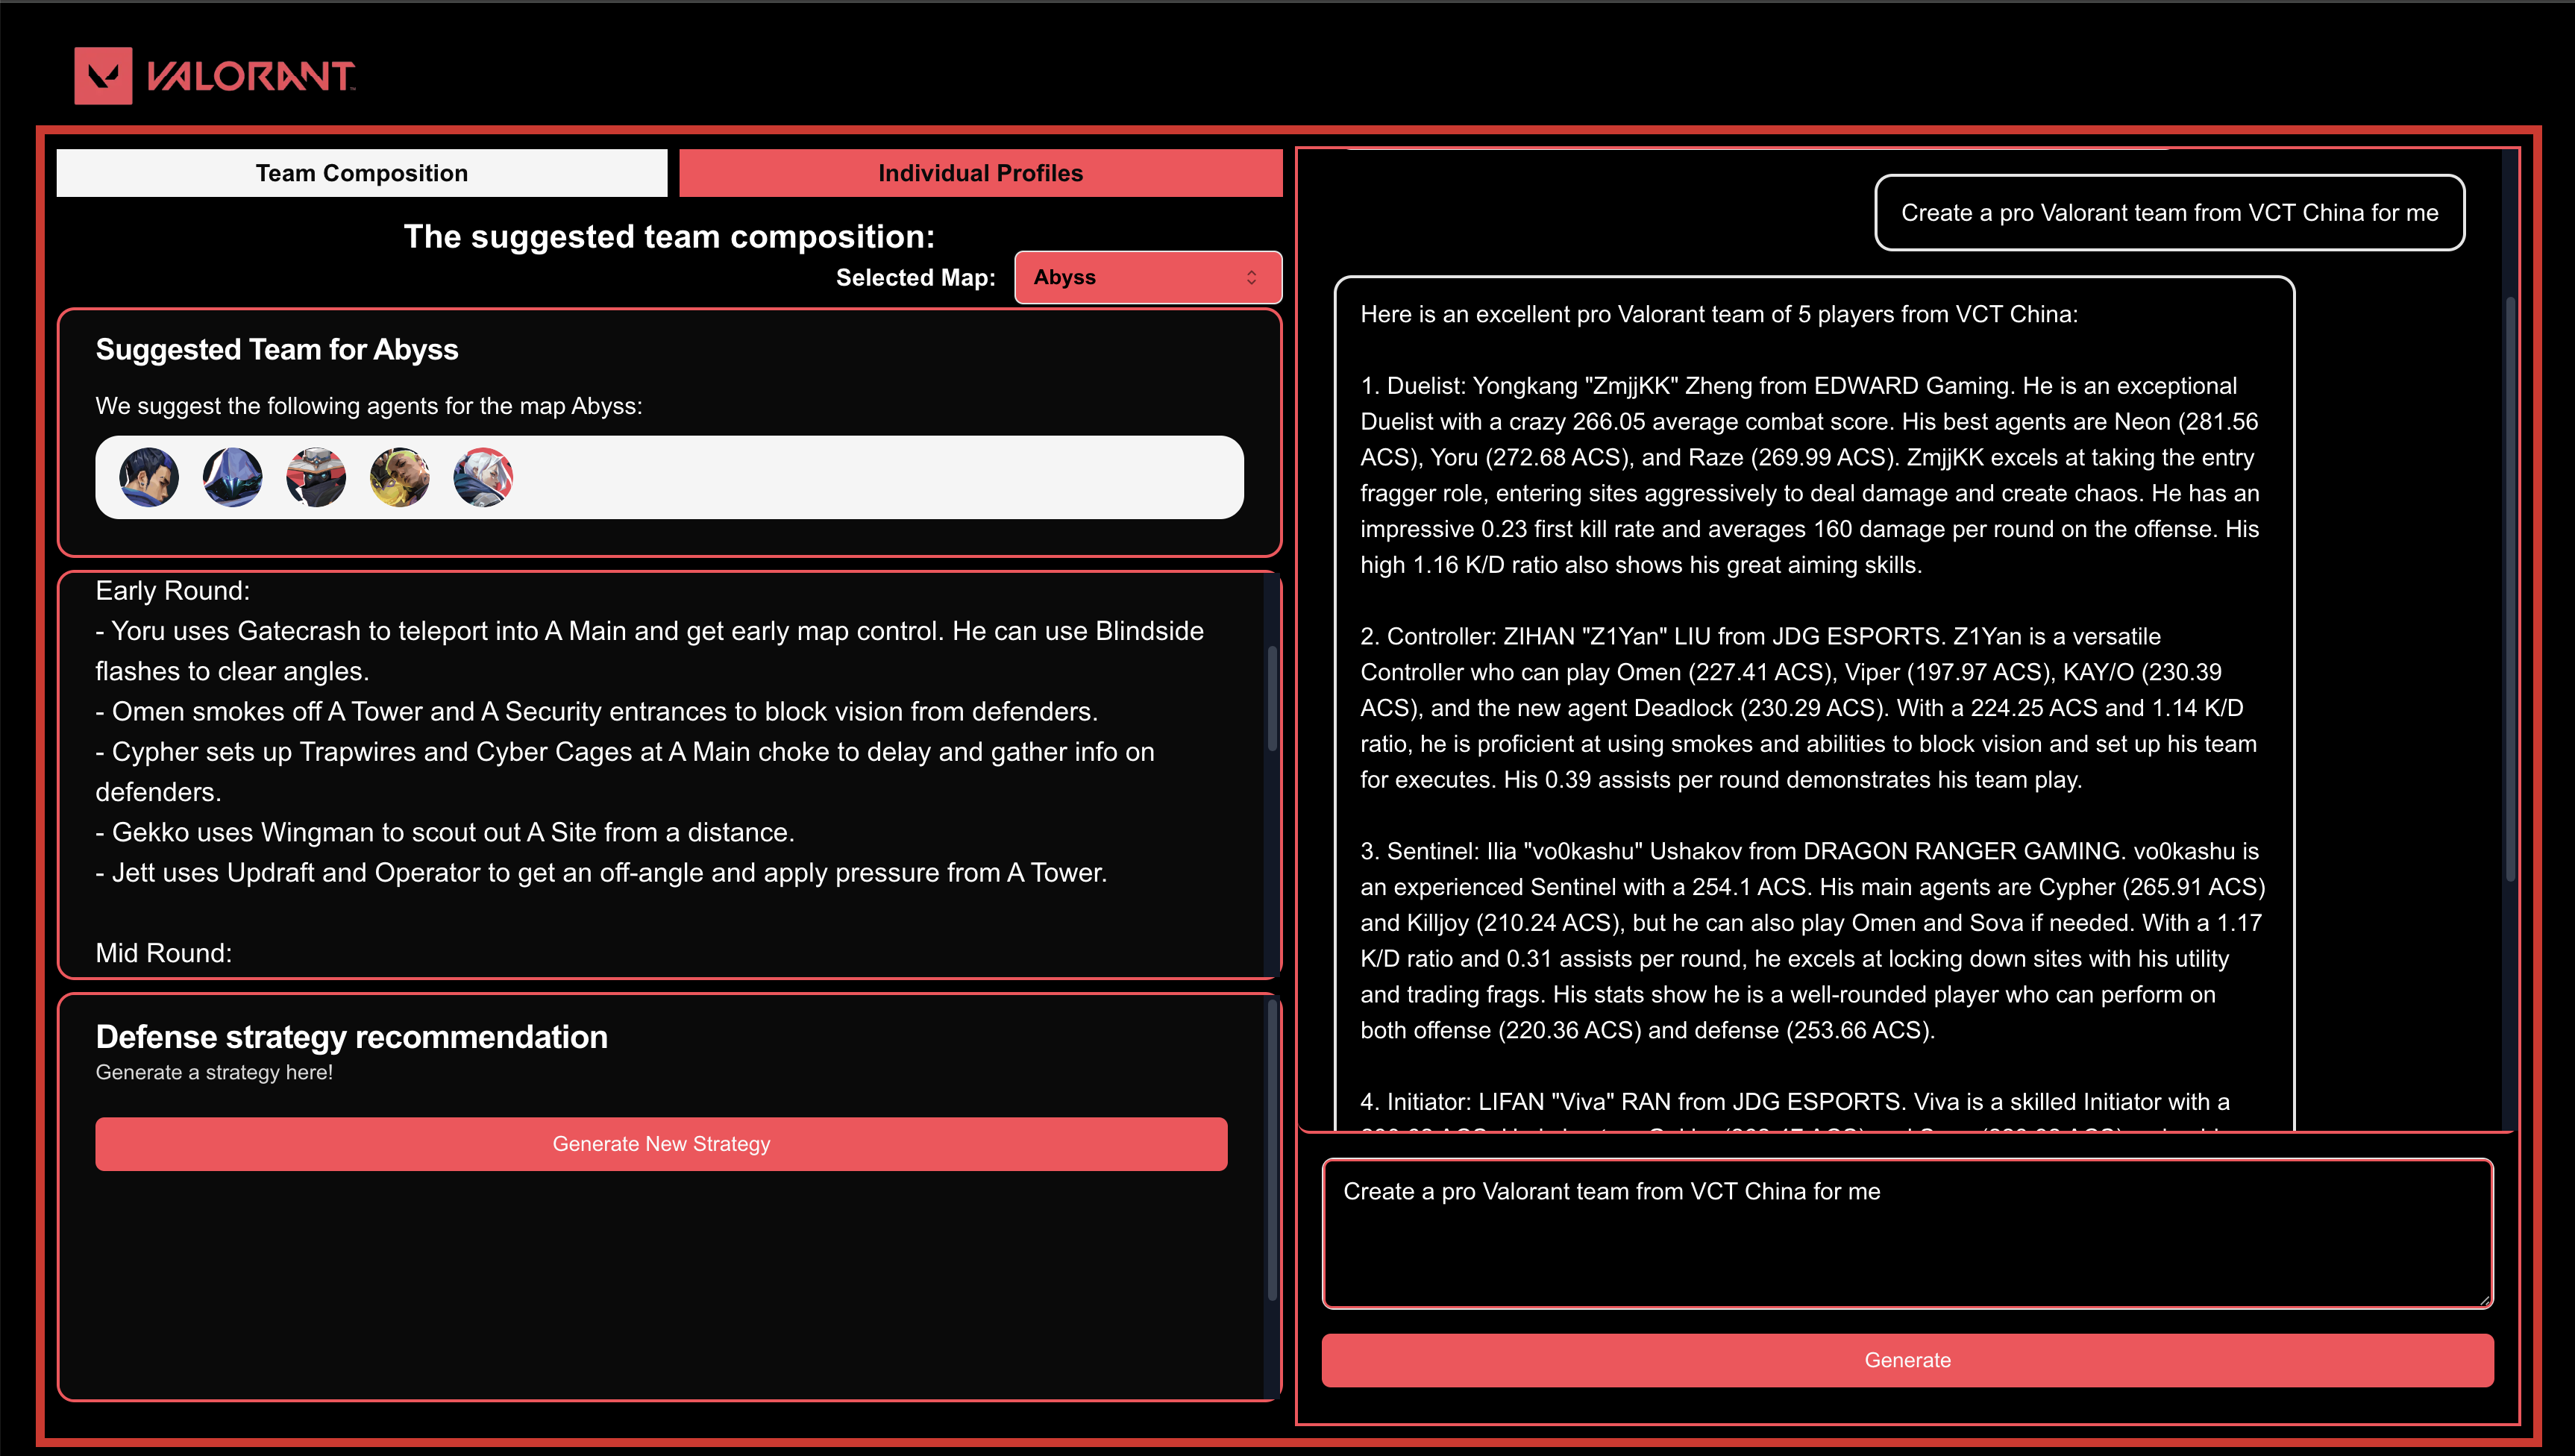 VALORANT
Team Composition
Individual Profiles
The suggested team composition:
Selected Map:
Abyss
Suggested Team for Abyss
We suggest the following agents for the map Abyss:
Early Round:
- Yoru uses Gatecrash to teleport into A Main and get early map control. He can use Blindside
flashes to clear angles.
- Omen smokes off A Tower and A Security entrances to block vision from defenders.
- Cypher sets up Trapwires and Cyber Cages at A Main choke to delay and gather info on
defenders.
- Gekko uses Wingman to scout out A Site from a distance.
- Jett uses Updraft and Operator to get an off-angle and apply pressure from A Tower.
Mid Round:
Defense strategy recommendation
Generate a strategy here!
Generate New Strategy
Create a pro Valorant team from VCT China for me
Here is an excellent pro Valorant team of 5 players from VCT China:
1. Duelist: Yongkang "ZmjjKK" Zheng from EDWARD Gaming. He is an exceptional
Duelist with a crazy 266.05 average combat score. His best agents are Neon (281.56
ACS), Yoru (272.68 ACS), and Raze (269.99 ACS). ZmjjKK excels at taking the entry
fragger role, entering sites aggressively to deal damage and create chaos. He has an
impressive 0.23 first kill rate and averages 160 damage per round on the offense. His
high 1.16 K/D ratio also shows his great aiming skills.
2. Controller: ZIHAN "Z1Yan" LIU from JDG ESPORTS. Z1Yan is a versatile
Controller who can play Omen (227.41 ACS), Viper (197.97 ACS), KAY/O (230.39
ACS), and the new agent Deadlock (230.29 ACS). With a 224.25 ACS and 1.14 K/D
ratio, he is proficient at using smokes and abilities to block vision and set up his team
for executes. His 0.39 assists per round demonstrates his team play.
3. Sentinel: Ilia "vo0kashu" Ushakov from DRAGON RANGER GAMING. vo0kashu is
an experienced Sentinel with a 254.1 ACS. His main agents are Cypher (265.91 ACS)
and Killjoy (210.24 ACS), but he can also play Omen and Sova if needed. With a 1.17
K/D ratio and 0.31 assists per round, he excels at locking down sites with his utility
and trading frags. His stats show he is a well-rounded player who can perform on
both offense (220.36 ACS) and defense (253.66 ACS).
4. Initiator: LIFAN "Viva" RAN from JDG ESPORTS. Viva is a skilled Initiator with a
Create a pro Valorant team from VCT China for me
Generate